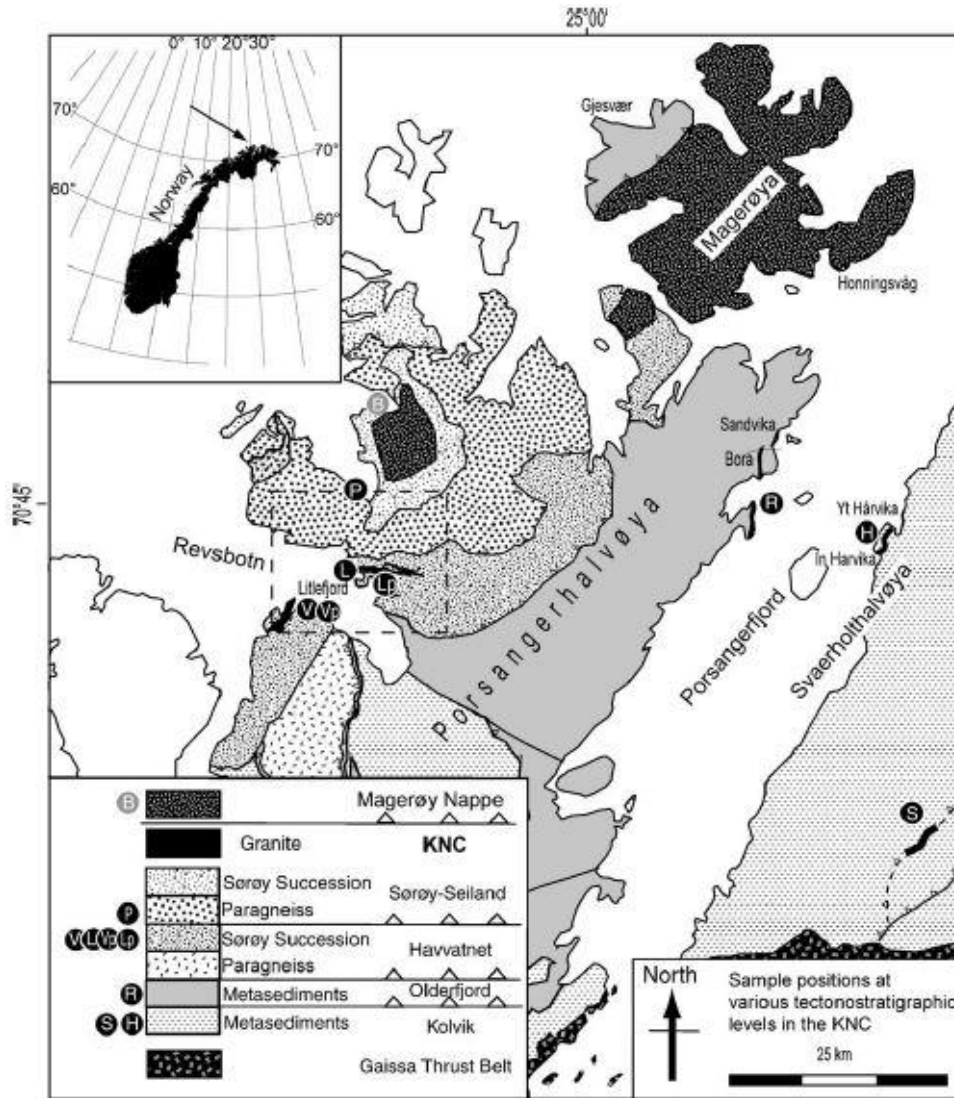 25°00'
0° 10° 20° 30°
70°
70°
60°
60°
Norway
Gjesvær
Magerøya
Honningsvåg
B
Sandvika
Borå
P
70°45'
R
Yt Hårvika
H
In Harvika
Revsbotn
L
Lp
Litlefjord
V Vp
Porsangerhalvøya
Porsangerfjord
Svaerholthalvøya
S
B Magerøy Nappe
Granite KNC
Sørøy Succession
Sørøy-Seiland
P Paragneiss
V L Vp Lp Sørøy Succession
Havvatnet
Paragneiss
R Metasediments Olderfjord
S H Metasediments Kolvik
Gaissa Thrust Belt
North
Sample positions at
various tectonostratigraphic
levels in the KNC
25 km